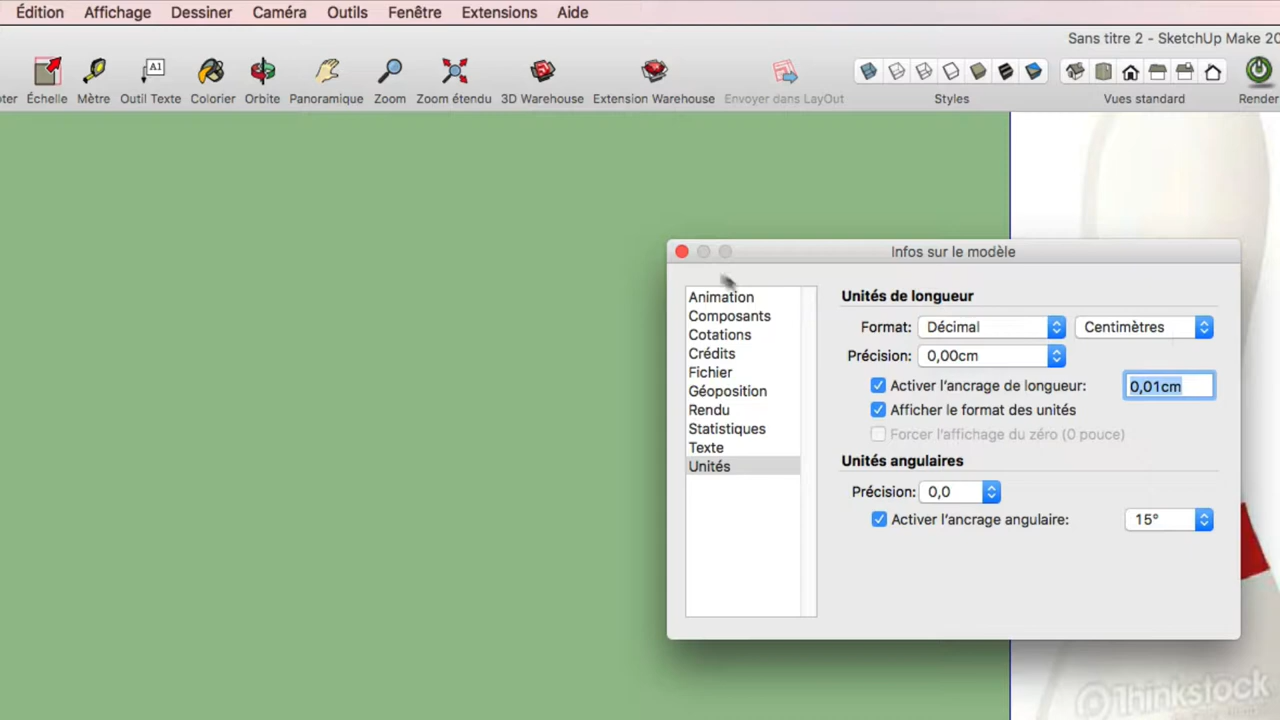 Édition Affichage Dessiner Caméra Outils Fenêtre Extensions Aide
Sans titre 2 - SketchUp Make 20
A1
oter Échelle Mètre Outil Texte Colorier Orbite Panoramique Zoom Zoom étendu 3D Warehouse Extension Warehouse Envoyer dans LayOut Styles Vues standard Render
Infos sur le modèle
Animation
Composants
Cotations
Crédits
Fichier
Géoposition
Rendu
Statistiques
Texte
Unités
Unités de longueur
Format: Décimal Centimètres
Précision: 0,00cm
Activer l'ancrage de longueur: 0,01cm
Afficher le format des unités
Forcer l'affichage du zéro (0 pouce)
Unités angulaires
Précision: 0,0
Activer l'ancrage angulaire: 15°
Thinkstock